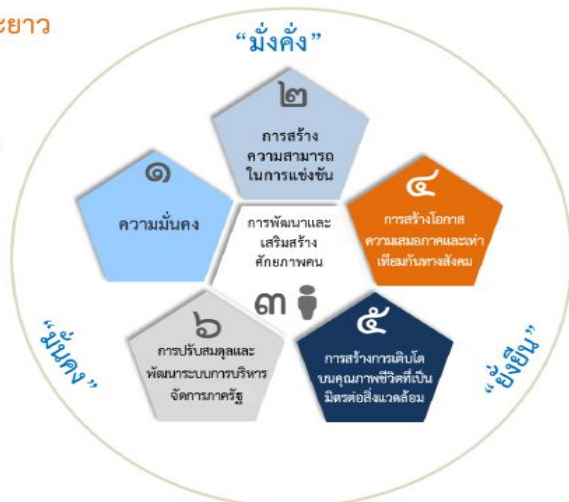 ะยาว
“มั่งคั่ง”
๒
การสร้าง
ความสามารถ
ในการแข่งขัน
๑
ความมั่นคง
การพัฒนาและ
เสริมสร้าง
ศักยภาพคน
๓
๔
การสร้างโอกาส
ความเสมอภาคและเท่า
เทียมกันทางสังคม
๖
การปรับสมดุลและ
พัฒนาระบบการบริหาร
จัดการภาครัฐ
๕
การสร้างการเติบโต
บนคุณภาพชีวิตที่เป็น
มิตรต่อสิ่งแวดล้อม
“มั่นคง”
“ยั่งยืน”